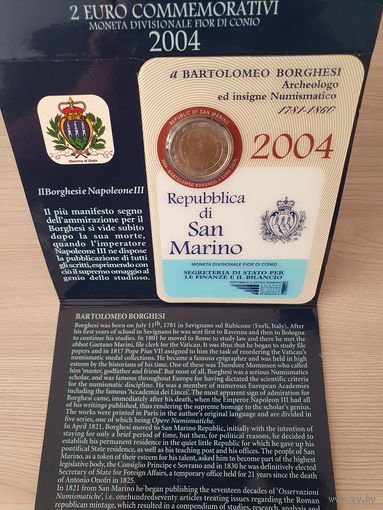 2 EURO COMMEMORATIVI
MONETA DIVISIONALE FIOR DI CONIO
2004
a BARTOLOMEO BORGHESI
Archeologo
ed insigne Numismatico
1781-1860
REPUBLIC OF SAN MARINO
2004
Stemma di Stato
Il Borghesi e Napoleone III
Il più manifesto segno
dell'ammirazione per il
Borghesi si vide subito
dopo la sua morte,
quando l'imperatore
Napoleone III ne dispose
la pubblicazione di tutti
gli scritti, esprimendo con
ciò il supremo omaggio al
genio dello studioso.
Repubblica
di
San
Marino
MONETA DIVISIONALE FIOR DI CONIO
SEGRETERIA DI STATO PER
LE FINANZE E IL BILANCIO
REPUBBLICA DI SAN MARINO
BARTOLOMEO BORGHESI
Borghesi was born on July 11th, 1781 in Savignano sul Rubicone (Forlì, Italy). After
his first years of school in Savignano he was sent first to Ravenna and then to Bologna
to continue his studies. In 1801 he moved to Rome to study law and there he met the
abbot Gaetano Marini, file clerk for the Vatican. It was thus that he began to study file
papers and in 1817 Pope Pius VII assigned to him the task of reordering the Vatican's
enormous medal collections. He became a famous epigrapher and was held in high
esteem by the historians of his time. One of these was Theodor Mommsen who called
him 'master, godfather and friend'. But most of all, Borghesi was a serious Numismatics
scholar, and was famous throughout Europe for having dictated the scientific criteria
for the numismatic discipline. He was a member of numerous European Academies
including the famous 'Accademia dei Lincei'. The most apparent sign of admiration for
Borghesi came, immediately after his death, when the Emperor Napoleon III had all
of his writings published, thus rendering the supreme homage to the scholar's genius.
The works were printed in Paris in the author's original language and are divided in
five series, one of which being Opere Numismatiche.
In April 1821, Borghesi moved to San Marino Republic, initially with the intention of
staying for only a brief period of time, but then, for political reasons, he decided to
establish his permanent residence in the quiet little Republic for which he gave up his
pontifical State residence, as well as his teaching post and his offices. The people of San
Marino, as a token of their esteem for his talent, asked him to become part of the highest
legislative body, the Consiglio Principe e Sovrano and in 1830 he was definitively elected
Secretary of State for Foreign Affairs, a temporary office held for 21 years since the death
of Antonio Onofri in 1825.
In 1821 from San Marino he began publishing the seventeen decades of 'Osservazioni
Numismatiche', i.e. onehundredseventy articles treating issues regarding the Roman
republican mintage, which resulted in a compendium of studies, research, analysis and
av.by